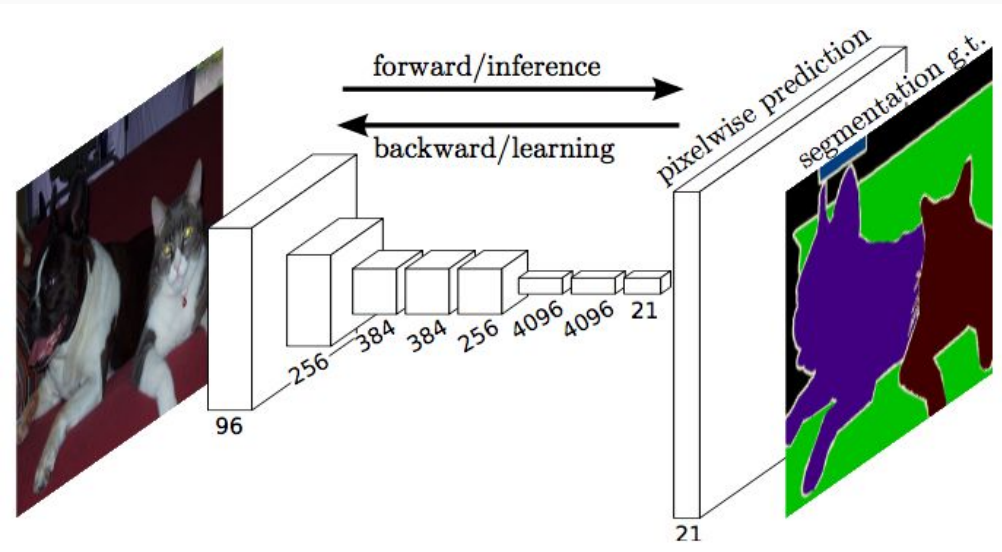 forward/inference
backward/learning
pixelwise prediction
segmentation g.t.
96
256
384
384
256
4096
4096
21
21